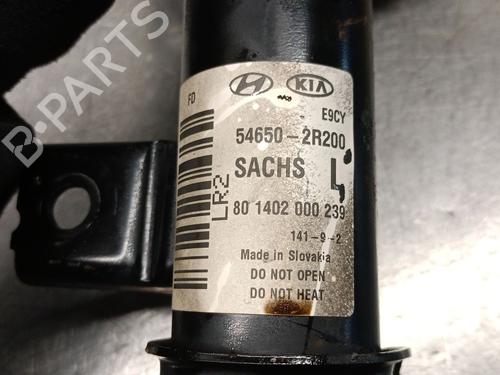 B-PARTS
KIA
FD
E9CY
54650-2R200
SACHS L
LR2
80 1402 000 239
141-9-2
Made in Slovakia
DO NOT OPEN
DO NOT HEAT